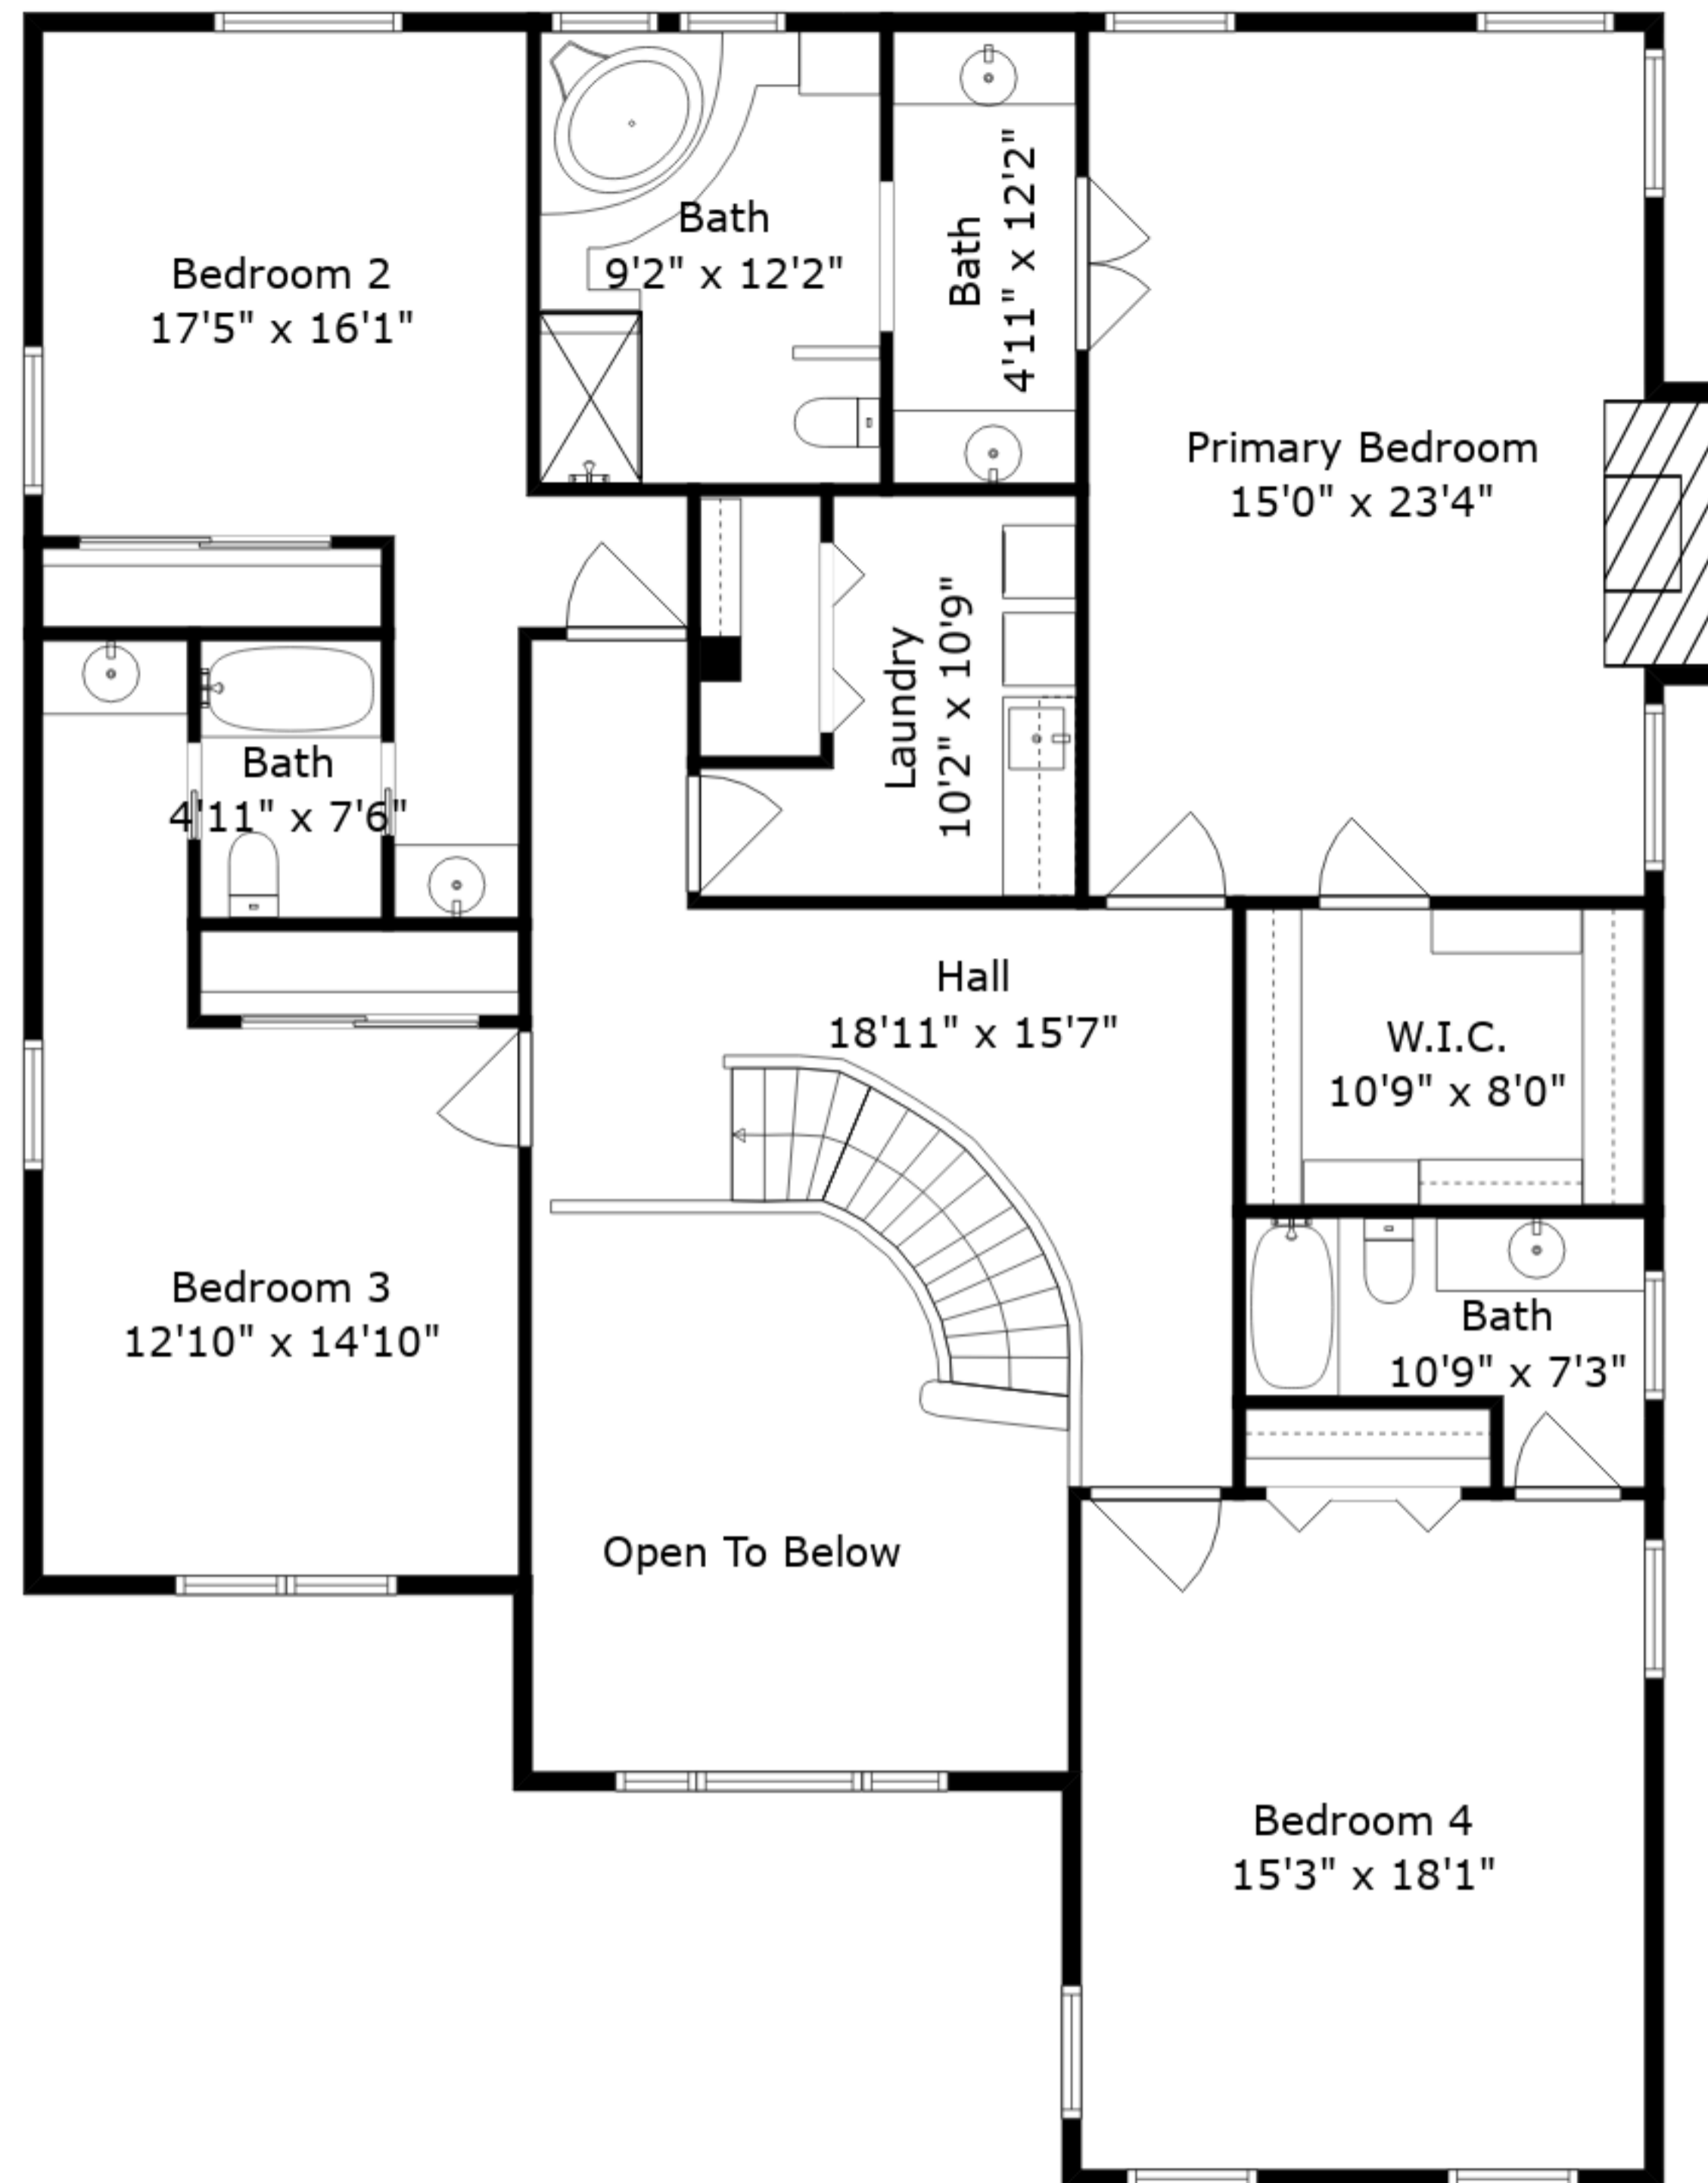 Bedroom 2
17'5" x 16'1"
Bath
9'2" x 12'2"
Bath
4'11" x 12'2"
Primary Bedroom
15'0" x 23'4"
Laundry
10'2" x 10'9"
Bath
4'11" x 7'6"
Hall
18'11" x 15'7"
W.I.C.
10'9" x 8'0"
Bedroom 3
12'10" x 14'10"
Bath
10'9" x 7'3"
Open To Below
Bedroom 4
15'3" x 18'1"